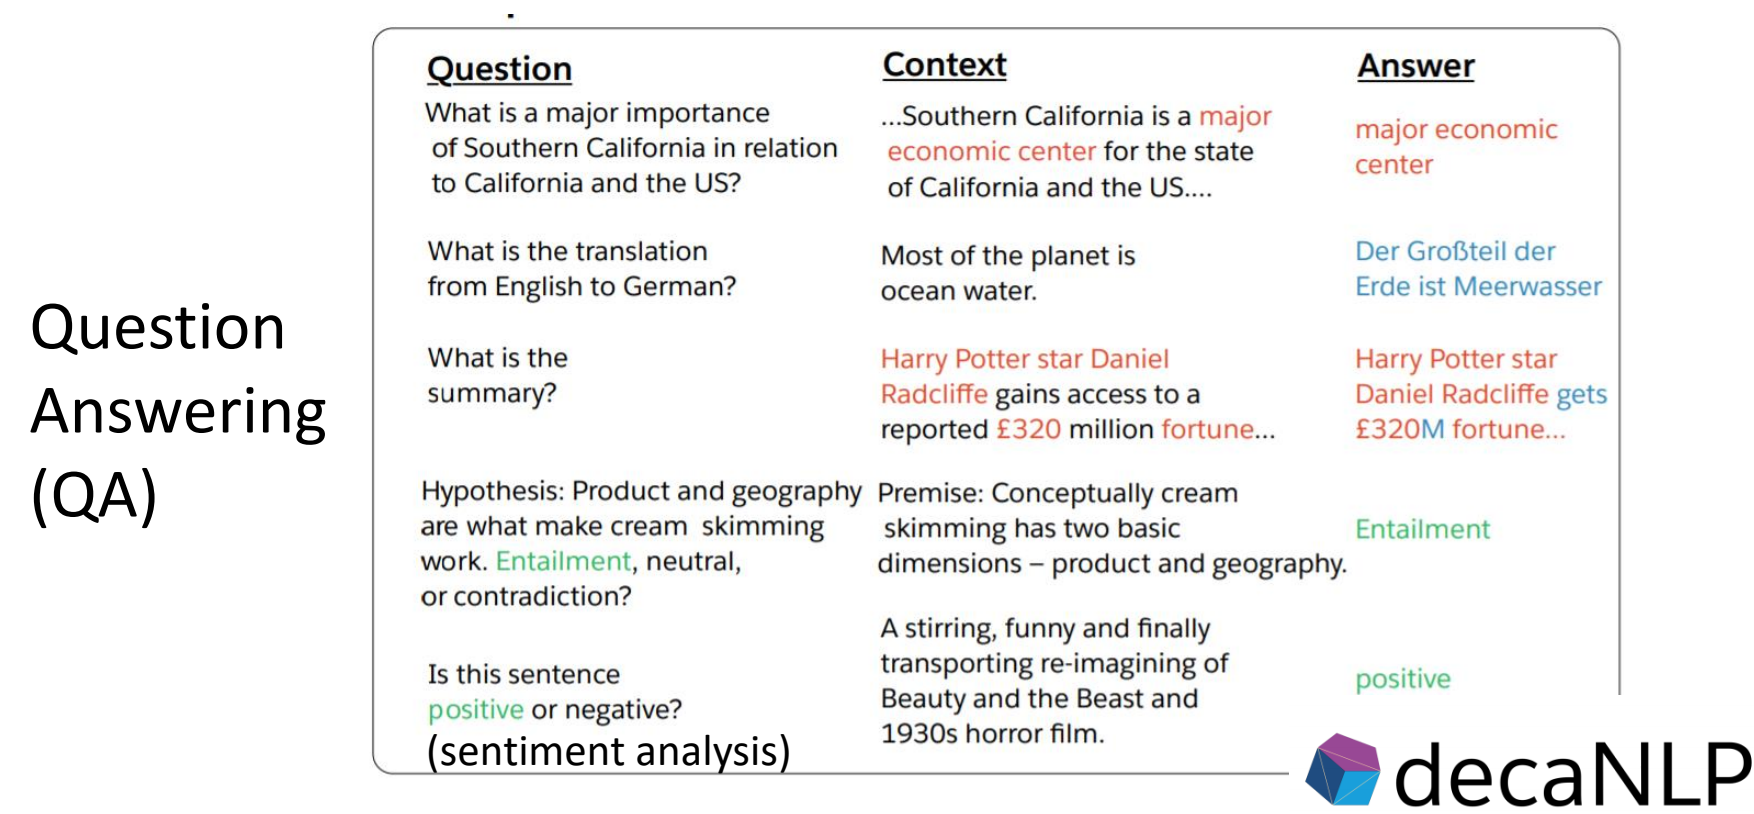 Question
Answering
(QA)
Question
Context
Answer
What is a major importance
of Southern California in relation
to California and the US?
...Southern California is a major
economic center for the state
of California and the US....
major economic
center
What is the translation
from English to German?
Most of the planet is
ocean water.
Der Großteil der
Erde ist Meerwasser
What is the
summary?
Harry Potter star Daniel
Radcliffe gains access to a
reported £320 million fortune...
Harry Potter star
Daniel Radcliffe gets
£320M fortune...
Hypothesis: Product and geography
are what make cream skimming
work. Entailment, neutral,
or contradiction?
Premise: Conceptually cream
skimming has two basic
dimensions – product and geography.
Entailment
Is this sentence
positive or negative?
(sentiment analysis)
A stirring, funny and finally
transporting re-imagining of
Beauty and the Beast and
1930s horror film.
positive
decaNLP